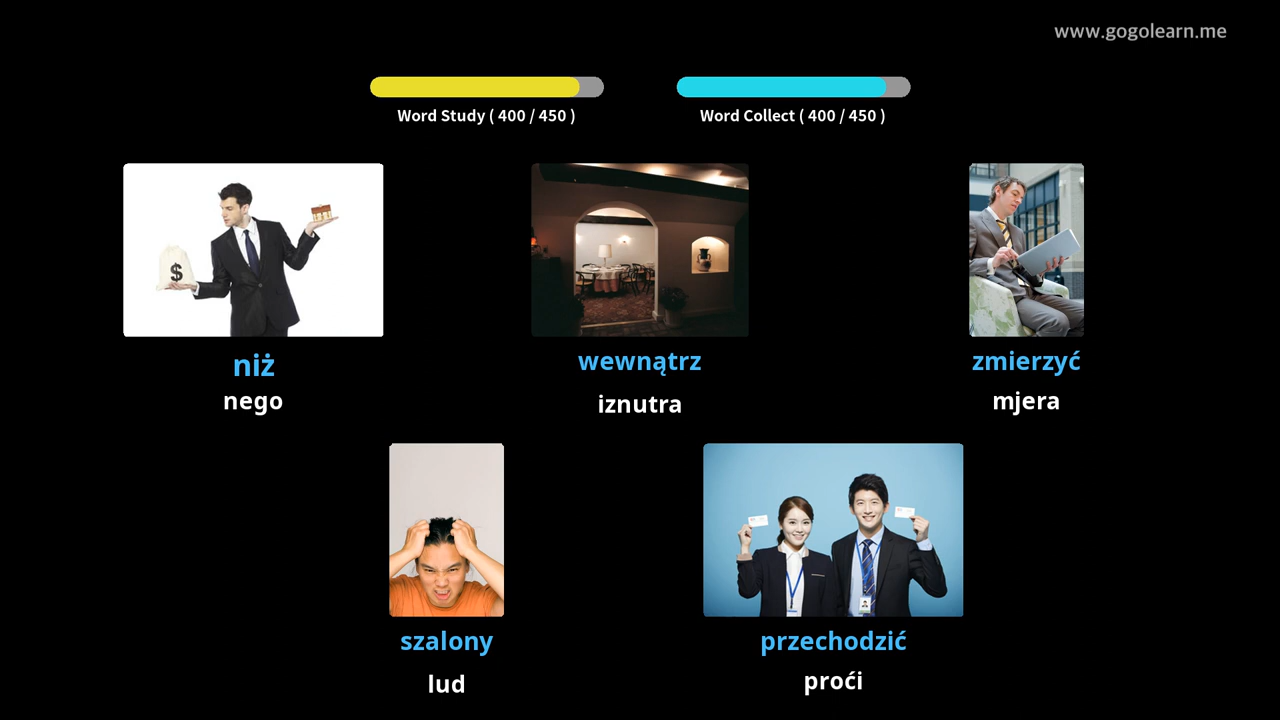 www.gogolearn.me
Word Study ( 400 / 450 )
Word Collect ( 400 / 450 )
$
niż
nego
wewnątrz
iznutra
zmierzyć
mjera
szalony
lud
przechodzić
proći